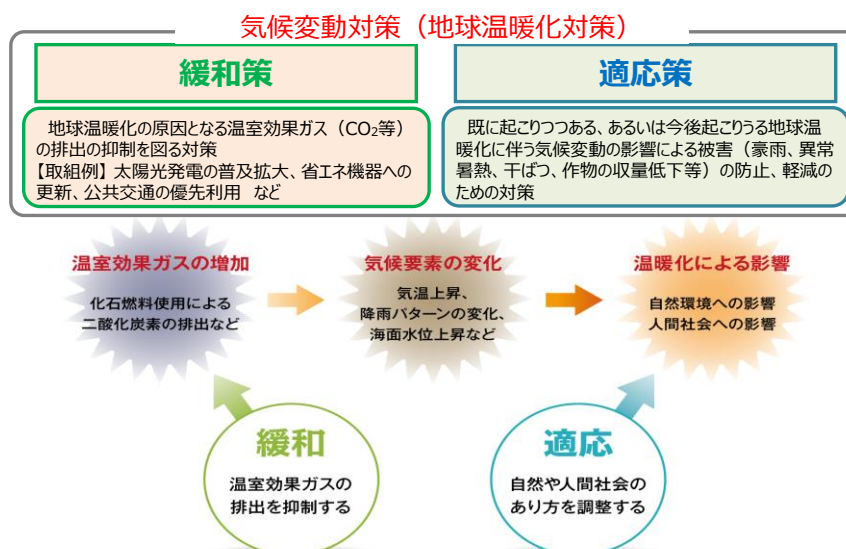 気候変動対策（地球温暖化対策）
緩和策
地球温暖化の原因となる温室効果ガス（CO₂等）
の排出の抑制を図る対策
【取組例】太陽光発電の普及拡大、省エネ機器への
更新、公共交通の優先利用　など
適応策
既に起こりつつある、あるいは今後起こりうる地球温
暖化に伴う気候変動の影響による被害（豪雨、異常
暑熱、干ばつ、作物の収量低下等）の防止、軽減の
ための対策
温室効果ガスの増加
化石燃料使用による
二酸化炭素の排出など
気候要素の変化
気温上昇、
降雨パターンの変化、
海面水位上昇など
温暖化による影響
自然環境への影響
人間社会への影響
緩和
温室効果ガスの
排出を抑制する
適応
自然や人間社会の
あり方を調整する